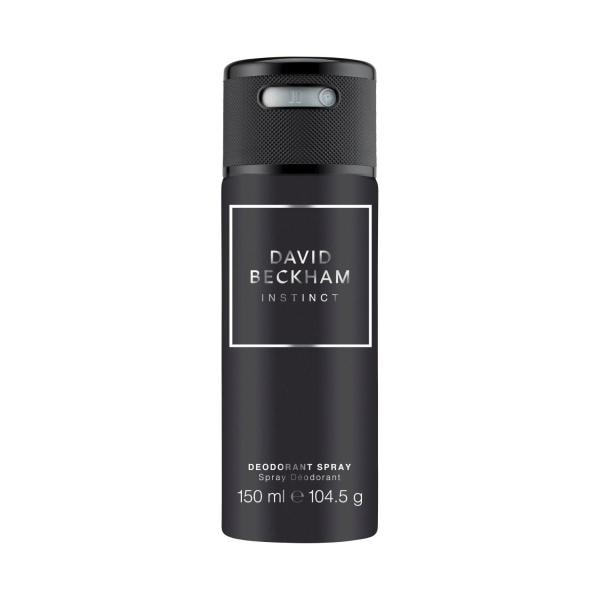 DAVID
BECKHAM
INSTINCT
DEODORANT SPRAY
Spray Déodorant
150 ml ℮ 104.5 g